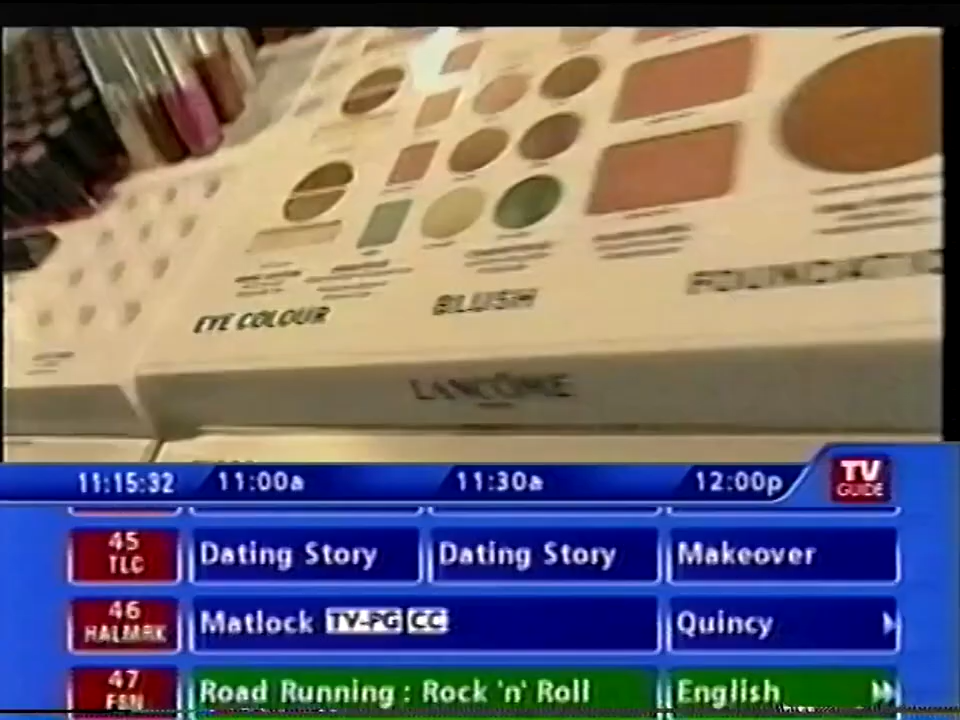 EYE COLOUR
BLUSH
FOUNDATIO
LANCÔME
11:15:32 11:00a 11:30a 12:00p TV GUIDE
45 TLC Dating Story Dating Story Makeover
46 HALMRK Matlock TV-PG CC Quincy
47 FSN Road Running : Rock 'n' Roll English